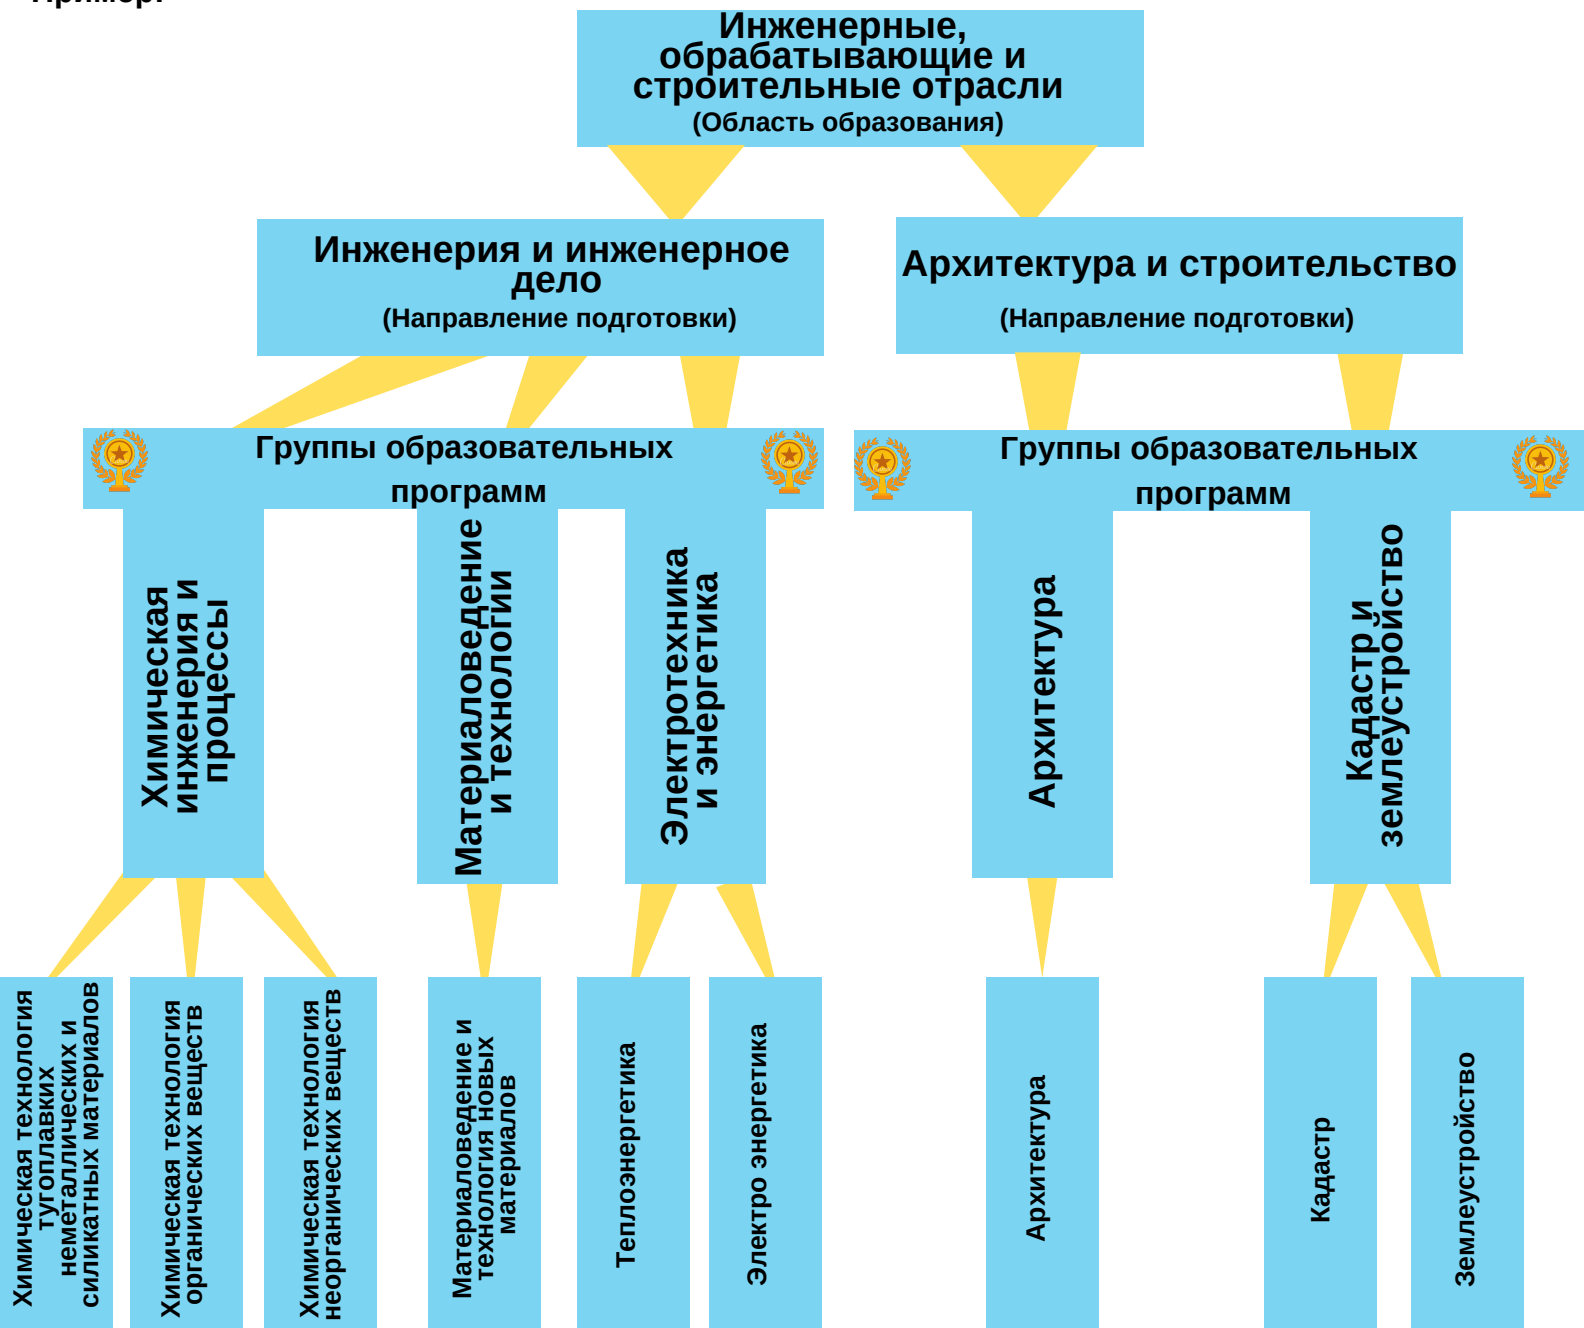 Пример:
Инженерные,
обрабатывающие и
строительные отрасли
(Область образования)
Инженерия и инженерное
дело
(Направление подготовки)
Архитектура и строительство
(Направление подготовки)
Группы образовательных
программ
Группы образовательных
программ
Химическая
инженерия и
процессы
Материаловедение
и технологии
Электротехника
и энергетика
Архитектура
Кадастр и
землеустройство
Химическая технология
тугоплавких
неметаллических и
силикатных материалов
Химическая технология
органических веществ
Химическая технология
неорганических веществ
Материаловедение и
технология новых
материалов
Теплоэнергетика
Электро энергетика
Архитектура
Кадастр
Землеустройство